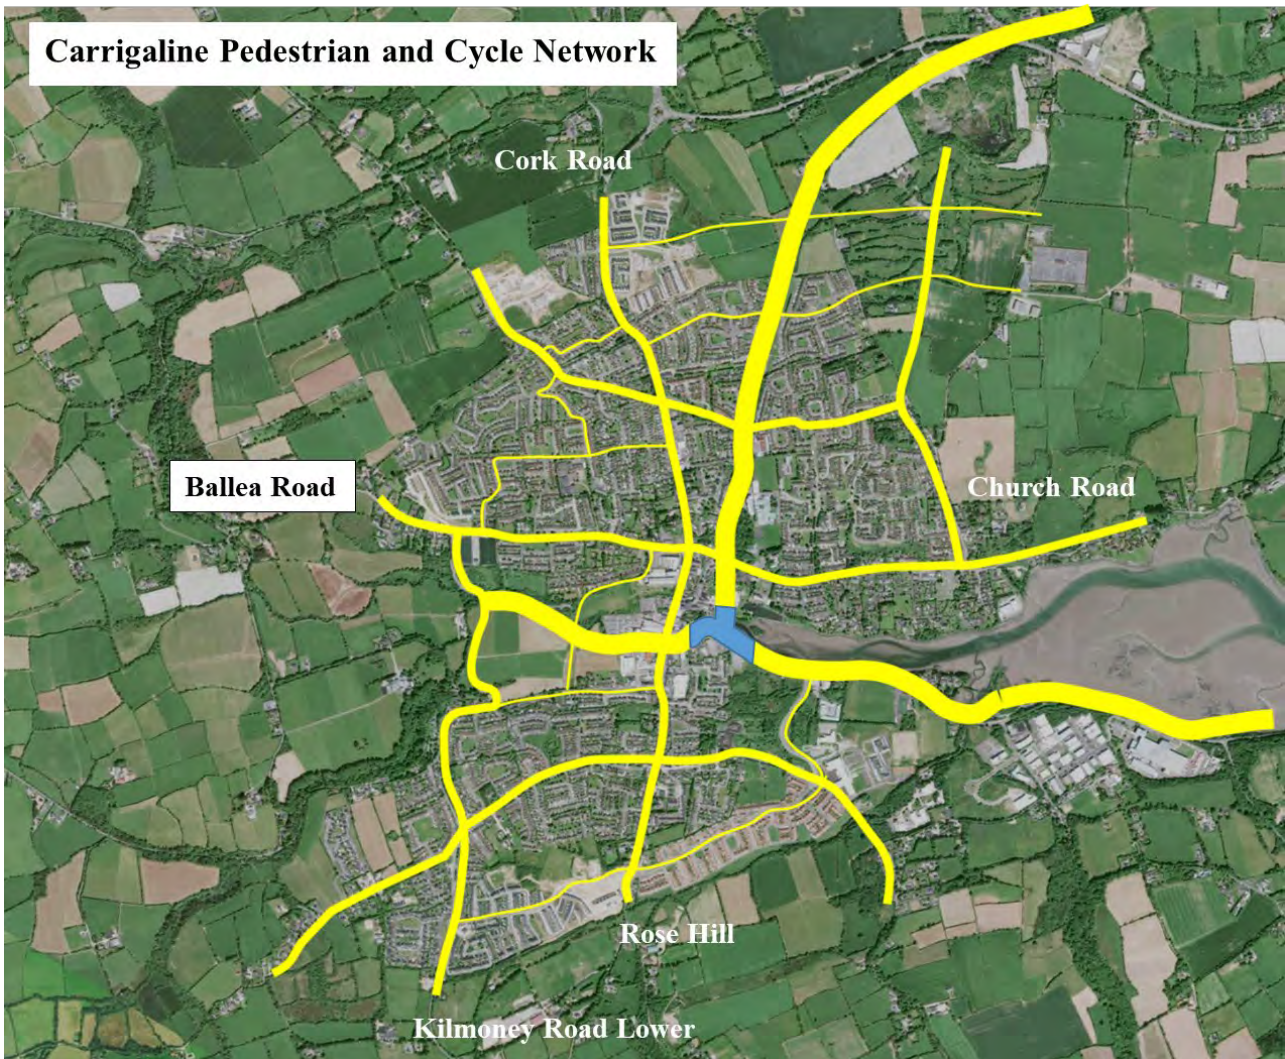 Carrigaline Pedestrian and Cycle Network
Cork Road
Ballea Road
Church Road
Rose Hill
Kilmoney Road Lower